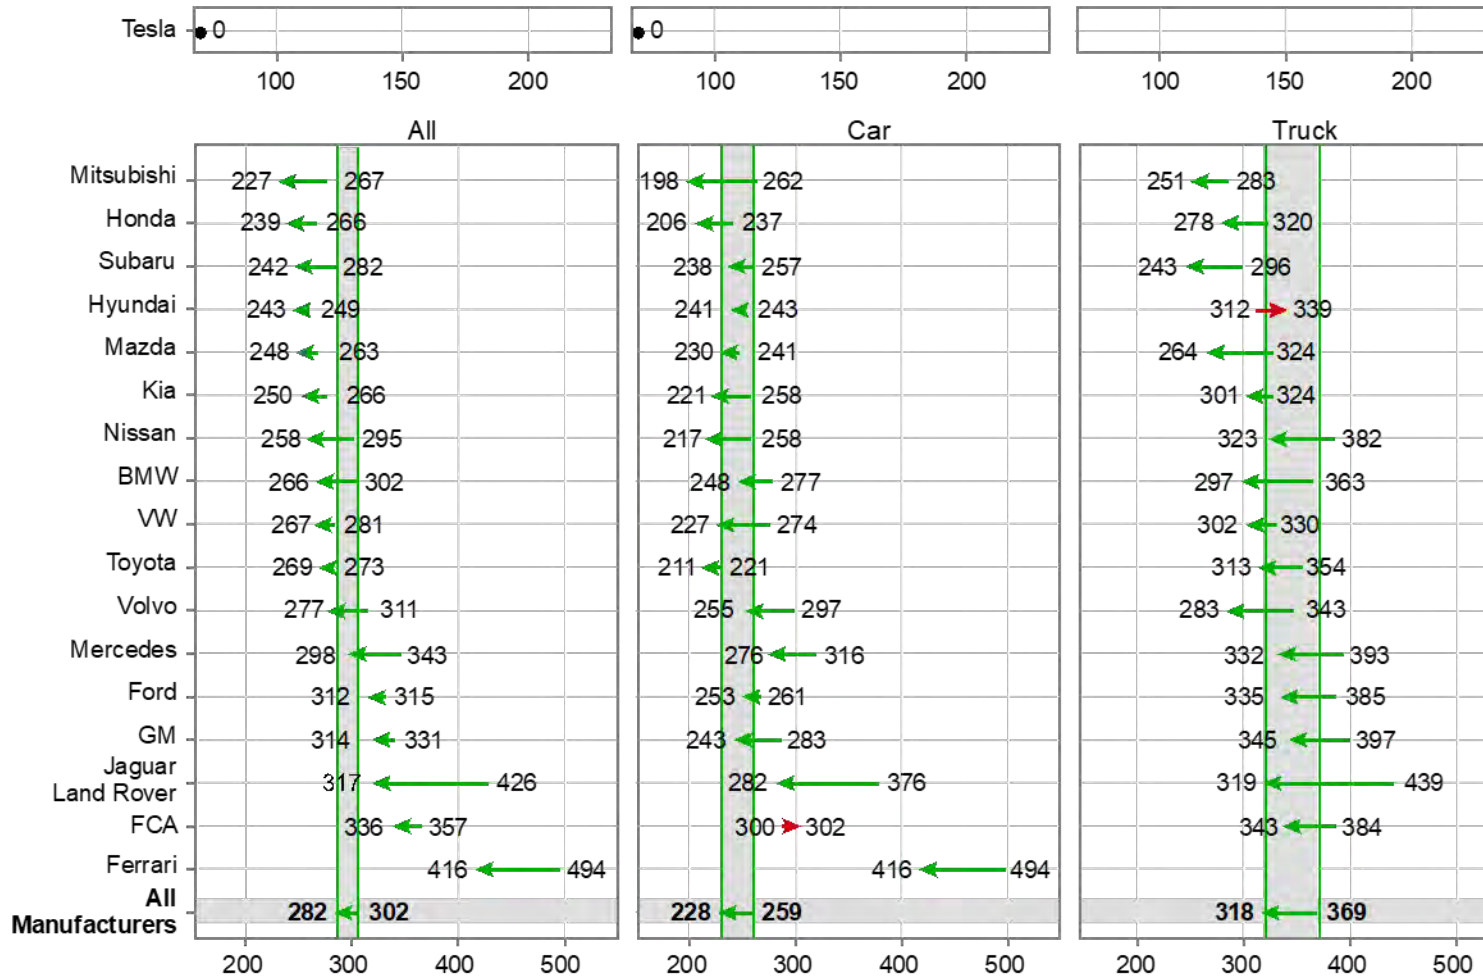 Tesla 0 0
100 150 200 100 150 200 100 150 200
All Car Truck
Mitsubishi 227 267 198 262 251 283
Honda 239 266 206 237 278 320
Subaru 242 282 238 257 243 296
Hyundai 243 249 241 243 312 339
Mazda 248 263 230 241 264 324
Kia 250 266 221 258 301 324
Nissan 258 295 217 258 323 382
BMW 266 302 248 277 297 363
VW 267 281 227 274 302 330
Toyota 269 273 211 221 313 354
Volvo 277 311 255 297 283 343
Mercedes 298 343 276 316 332 393
Ford 312 315 253 261 335 385
GM 314 331 243 283 345 397
Jaguar
Land Rover 317 426 282 376 319 439
FCA 336 357 300 302 343 384
Ferrari 416 494 416 494
All
Manufacturers 282 302 228 259 318 369
200 300 400 500 200 300 400 500 200 300 400 500